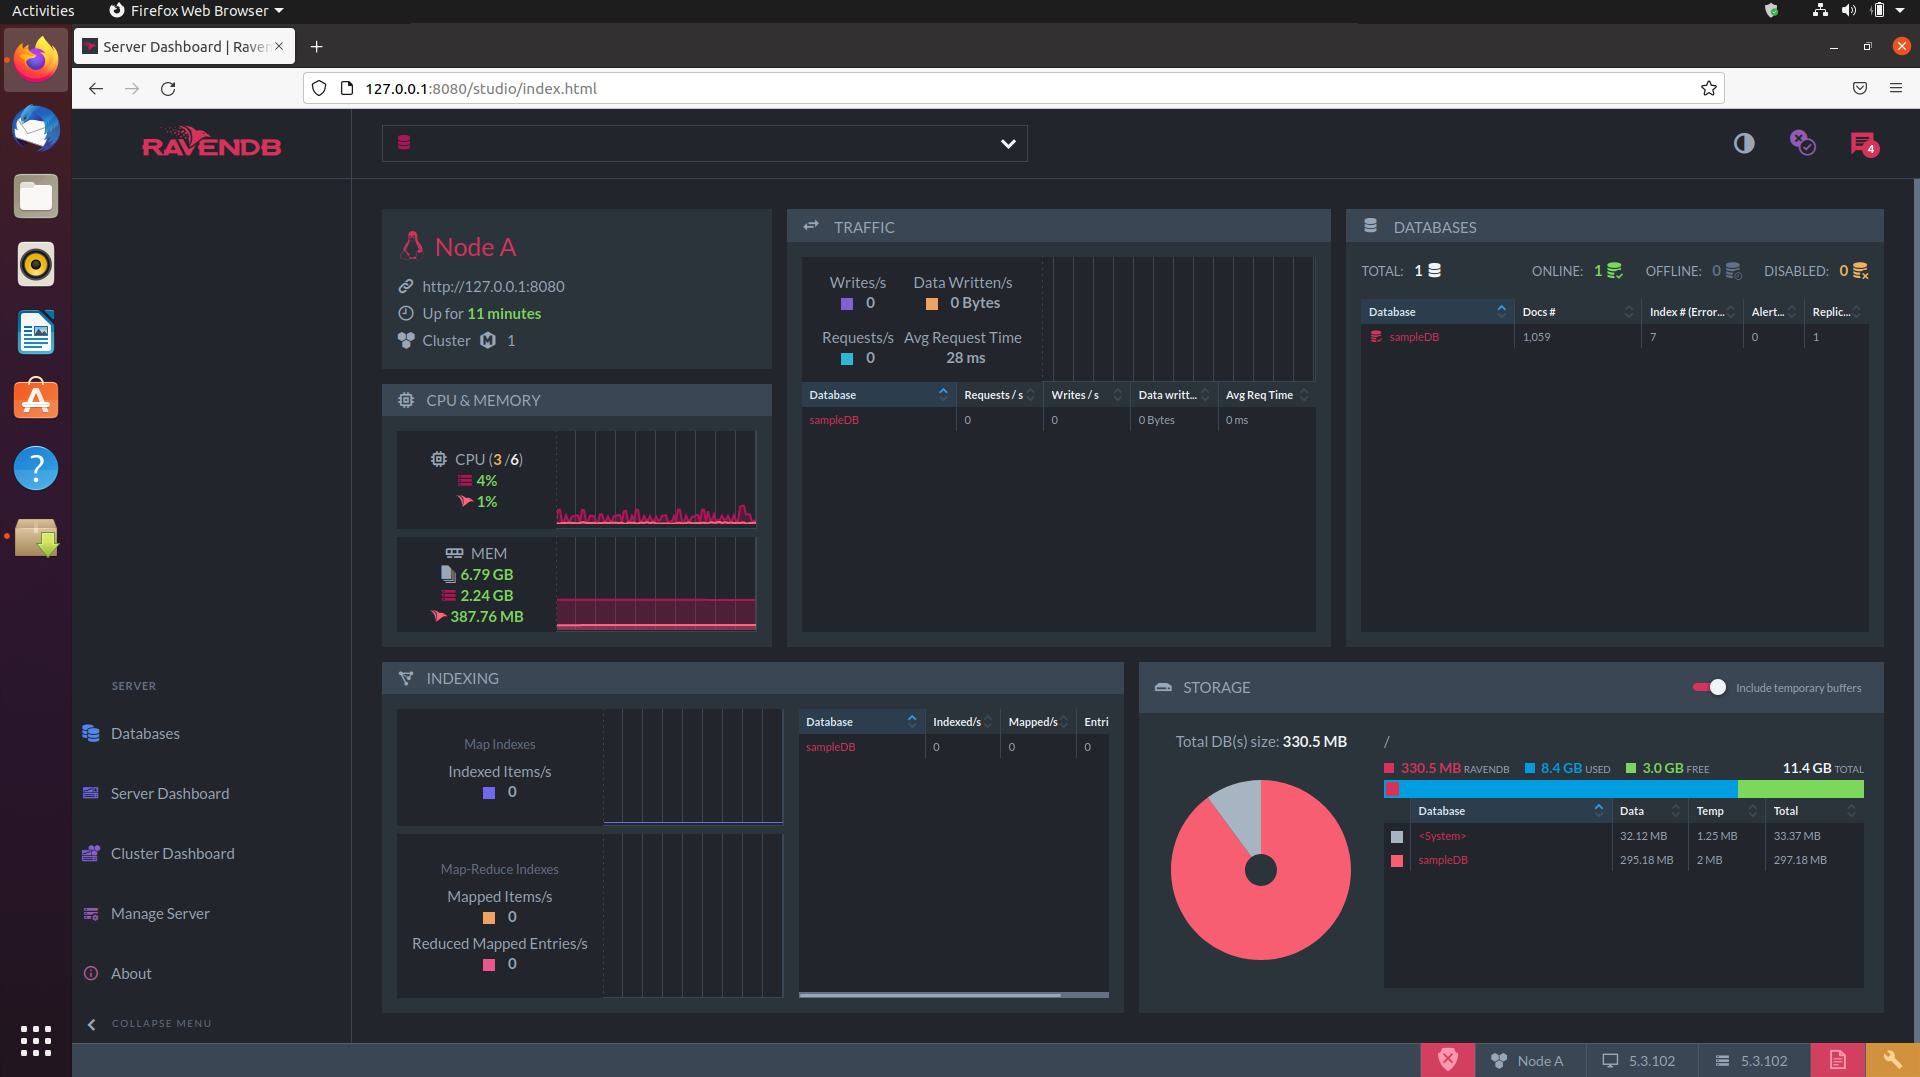 Activities
Firefox Web Browser
Server Dashboard | Raven
127.0.0.1:8080/studio/index.html
RAVENDB
4
Node A
http://127.0.0.1:8080
Up for 11 minutes
Cluster M 1
CPU & MEMORY
CPU (3 /6)
4%
1%
MEM
6.79 GB
2.24 GB
387.76 MB
TRAFFIC
Writes/s
0
Data Written/s
0 Bytes
Requests/s
0
Avg Request Time
28 ms
Database Requests / s Writes / s Data writt... Avg Req Time
sampleDB 0 0 0 Bytes 0 ms
DATABASES
TOTAL: 1 ONLINE: 1 OFFLINE: 0 DISABLED: 0
Database Docs # Index # (Error... Alert... Replic...
sampleDB 1,059 7 0 1
INDEXING
Map Indexes
Indexed Items/s
0
Map-Reduce Indexes
Mapped Items/s
0
Reduced Mapped Entries/s
0
Database Indexed/s Mapped/s Entri
sampleDB 0 0 0
STORAGE
Include temporary buffers
Total DB(s) size: 330.5 MB
/
330.5 MB RAVENDB 8.4 GB USED 3.0 GB FREE 11.4 GB TOTAL
Database Data Temp Total
<System> 32.12 MB 1.25 MB 33.37 MB
sampleDB 295.18 MB 2 MB 297.18 MB
SERVER
Databases
Server Dashboard
Cluster Dashboard
Manage Server
About
COLLAPSE MENU
Node A
5.3.102
5.3.102